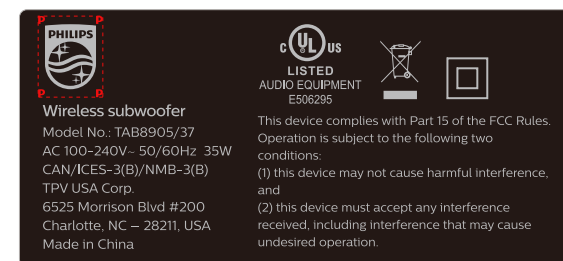 P P
PHILIPS
P P
Wireless subwoofer
Model No.: TAB8905/37
AC 100-240V~ 50/60Hz 35W
CAN/ICES-3(B)/NMB-3(B)
TPV USA Corp.
6525 Morrison Blvd #200
Charlotte, NC – 28211, USA
Made in China
C UL US
LISTED
AUDIO EQUIPMENT
E506295
This device complies with Part 15 of the FCC Rules.
Operation is subject to the following two
conditions:
(1) this device may not cause harmful interference,
and
(2) this device must accept any interference
received, including interference that may cause
undesired operation.